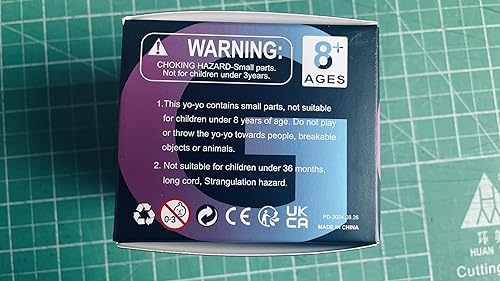 WARNING:
CHOKING HAZARD-Small parts.
Not for children under 3years.
8+
AGES
1.This yo-yo contains small parts, not suitable
for children under 8 years of age. Do not play
or throw the yo-yo towards people, breakable
objects or animals.
2. Not suitable for children under 36 months,
long cord, Strangulation hazard.
0-3
CE
UK
CA
PD-2024.08.26
MADE IN CHINA
环
HUAN
Cutting